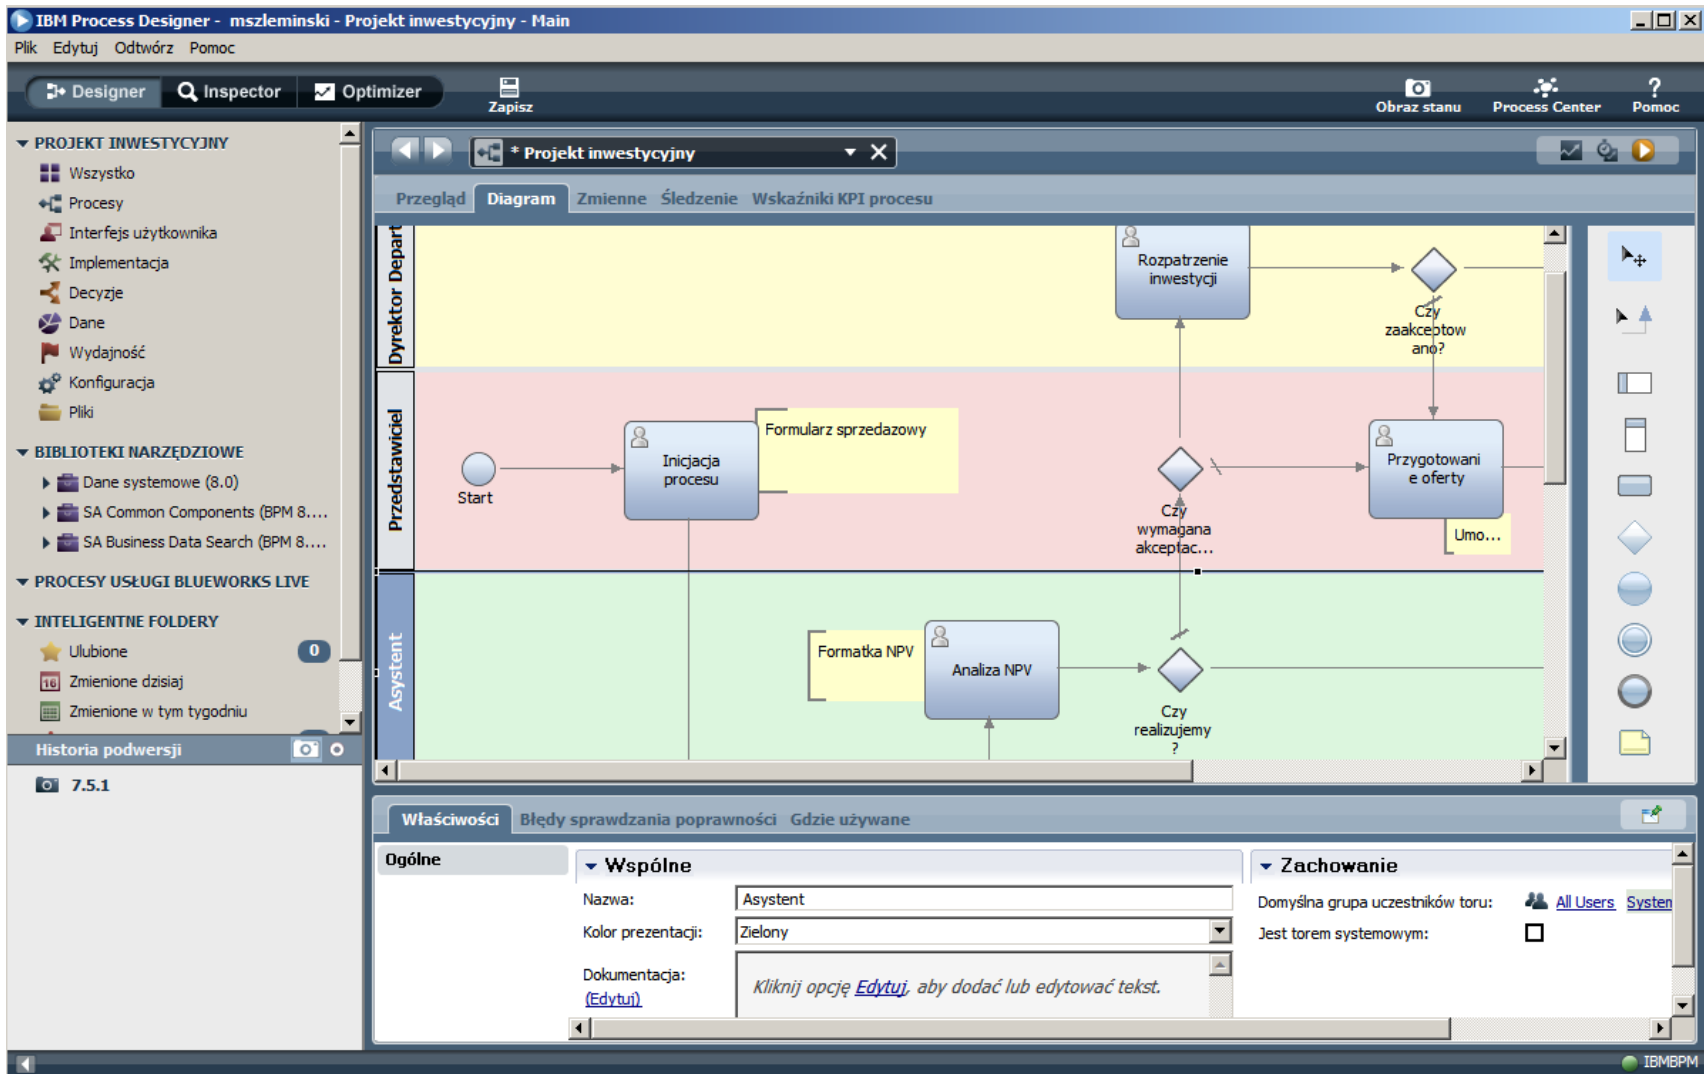 IBM Process Designer - mszleminski - Projekt inwestycyjny - Main
Plik Edytuj Odtwórz Pomoc
Designer Inspector Optimizer Zapisz Obraz stanu Process Center Pomoc
PROJEKT INWESTYCYJNY
Wszystko
Procesy
Interfejs użytkownika
Implementacja
Decyzje
Dane
Wydajność
Konfiguracja
Pliki
BIBLIOTEKI NARZĘDZIOWE
Dane systemowe (8.0)
SA Common Components (BPM 8....
SA Business Data Search (BPM 8....
PROCESY USŁUGI BLUEWORKS LIVE
INTELIGENTNE FOLDERY
Ulubione 0
16 Zmienione dzisiaj
Zmienione w tym tygodniu
Historia podwersji
7.5.1
* Projekt inwestycyjny
Przegląd Diagram Zmienne Śledzenie Wskaźniki KPI procesu
Dyrektor Depart
Rozpatrzenie
inwestycji
Czy
zaakceptow
ano?
Przedstawiciel
Start
Inicjacja
procesu
Formularz sprzedazowy
Czy
wymagana
akceptac...
Przygotowani
e oferty
Umo...
Asystent
Formatka NPV
Analiza NPV
Czy
realizujemy
?
Właściwości Błędy sprawdzania poprawności Gdzie używane
Ogólne
Wspólne
Nazwa: Asystent
Kolor prezentacji: Zielony
Dokumentacja:
(Edytuj)
Kliknij opcję Edytuj, aby dodać lub edytować tekst.
Zachowanie
Domyślna grupa uczestników toru: All Users System
Jest torem systemowym:
IBMBPM